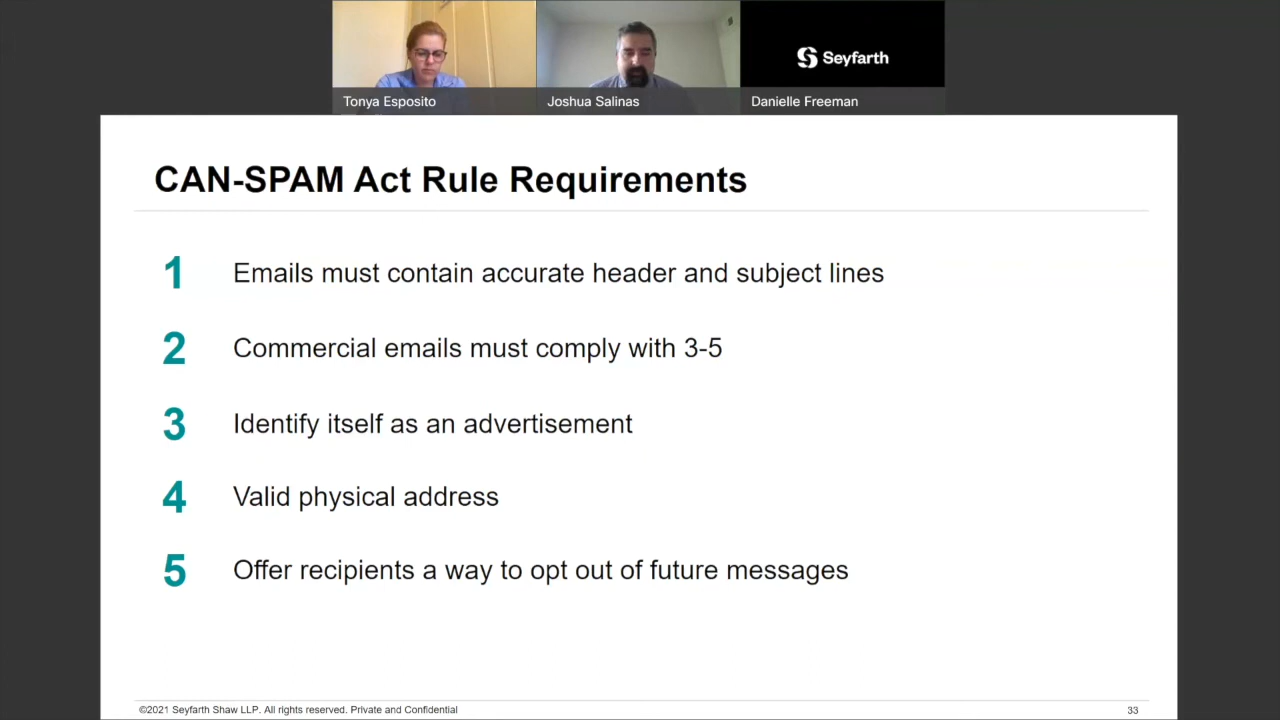 Seyfarth
Tonya Esposito
Joshua Salinas
Danielle Freeman
CAN-SPAM Act Rule Requirements
1 Emails must contain accurate header and subject lines
2 Commercial emails must comply with 3-5
3 Identify itself as an advertisement
4 Valid physical address
5 Offer recipients a way to opt out of future messages
©2021 Seyfarth Shaw LLP. All rights reserved. Private and Confidential
33